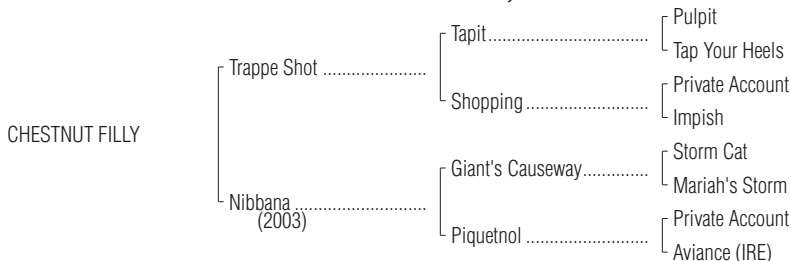 Pulpit
Tapit......................................
Tap Your Heels
Trappe Shot ........................
Private Account
Shopping.............................
Impish
CHESTNUT FILLY
Storm Cat
Giant's Causeway...............
Mariah's Storm
Nibbana ..............................
(2003)
Private Account
Piquetnol ............................
Aviance (IRE)